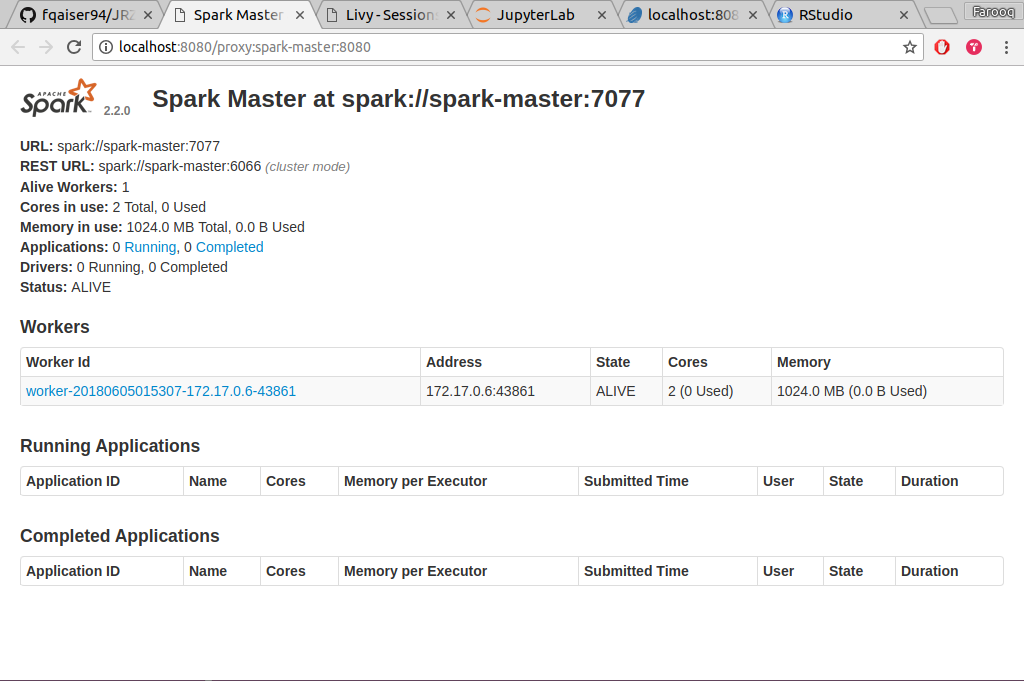 fqaiser94/JRZ
Spark Master
Livy - Sessions
JupyterLab
localhost:808
RStudio
Farooq
localhost:8080/proxy:spark-master:8080
APACHE
Spark 2.2.0 Spark Master at spark://spark-master:7077
URL: spark://spark-master:7077
REST URL: spark://spark-master:6066 (cluster mode)
Alive Workers: 1
Cores in use: 2 Total, 0 Used
Memory in use: 1024.0 MB Total, 0.0 B Used
Applications: 0 Running, 0 Completed
Drivers: 0 Running, 0 Completed
Status: ALIVE
Workers
Worker Id Address State Cores Memory
worker-20180605015307-172.17.0.6-43861 172.17.0.6:43861 ALIVE 2 (0 Used) 1024.0 MB (0.0 B Used)
Running Applications
Application ID Name Cores Memory per Executor Submitted Time User State Duration
Completed Applications
Application ID Name Cores Memory per Executor Submitted Time User State Duration